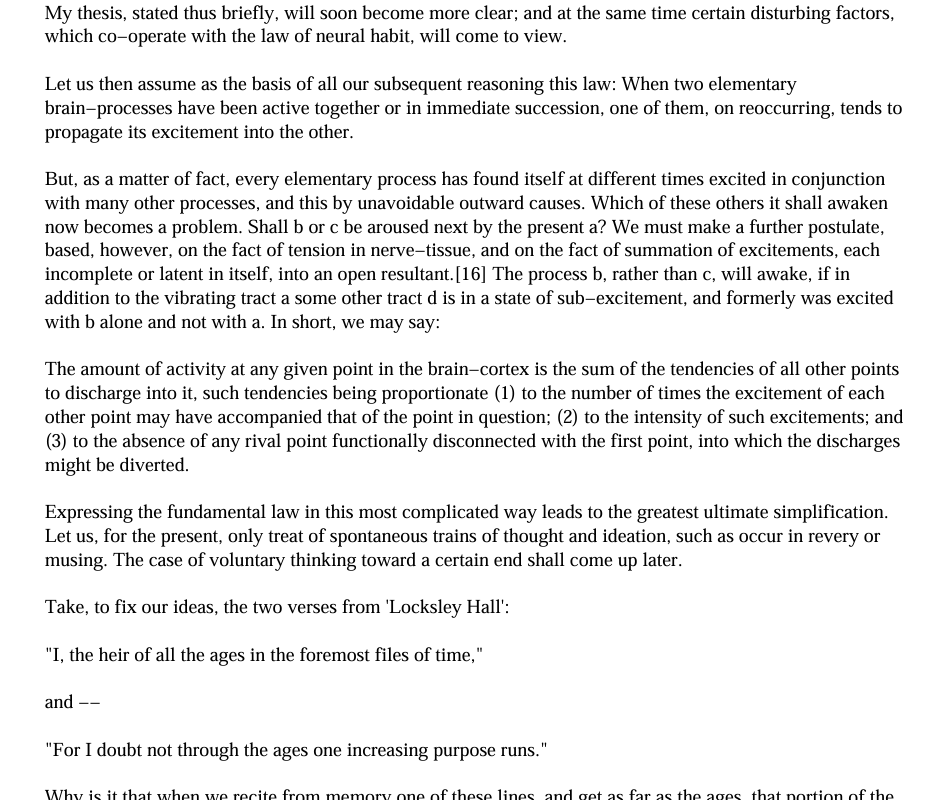 My thesis, stated thus briefly, will soon become more clear; and at the same time certain disturbing factors,
which co−operate with the law of neural habit, will come to view.
Let us then assume as the basis of all our subsequent reasoning this law: When two elementary
brain−processes have been active together or in immediate succession, one of them, on reoccurring, tends to
propagate its excitement into the other.
But, as a matter of fact, every elementary process has found itself at different times excited in conjunction
with many other processes, and this by unavoidable outward causes. Which of these others it shall awaken
now becomes a problem. Shall b or c be aroused next by the present a? We must make a further postulate,
based, however, on the fact of tension in nerve−tissue, and on the fact of summation of excitements, each
incomplete or latent in itself, into an open resultant.[16] The process b, rather than c, will awake, if in
addition to the vibrating tract a some other tract d is in a state of sub−excitement, and formerly was excited
with b alone and not with a. In short, we may say:
The amount of activity at any given point in the brain−cortex is the sum of the tendencies of all other points
to discharge into it, such tendencies being proportionate (1) to the number of times the excitement of each
other point may have accompanied that of the point in question; (2) to the intensity of such excitements; and
(3) to the absence of any rival point functionally disconnected with the first point, into which the discharges
might be diverted.
Expressing the fundamental law in this most complicated way leads to the greatest ultimate simplification.
Let us, for the present, only treat of spontaneous trains of thought and ideation, such as occur in revery or
musing. The case of voluntary thinking toward a certain end shall come up later.
Take, to fix our ideas, the two verses from 'Locksley Hall':
"I, the heir of all the ages in the foremost files of time,"
and −−
"For I doubt not through the ages one increasing purpose runs."
Why is it that when we recite from memory one of these lines, and get as far as the ages, that portion of the